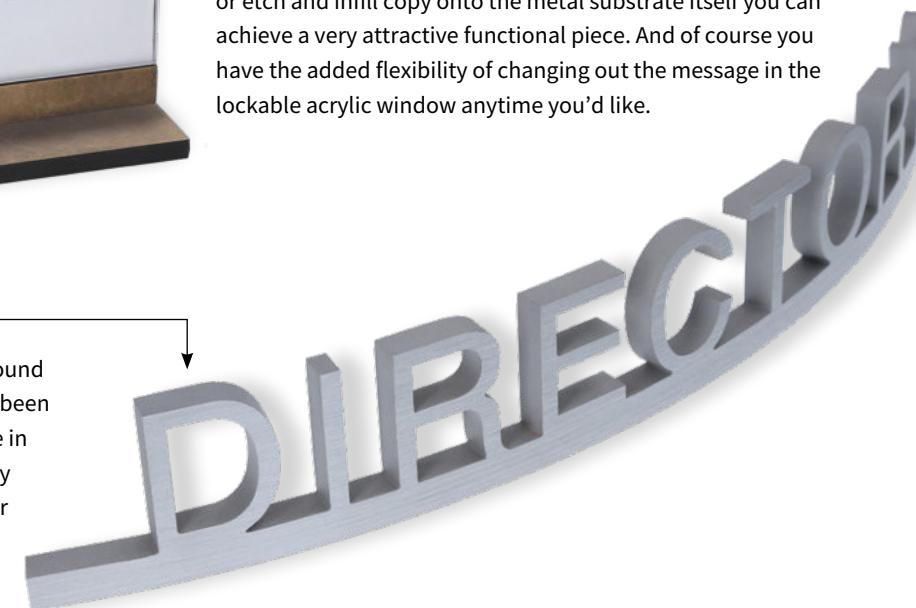 or etch and infill copy onto the metal substrate itself you can
achieve a very attractive functional piece. And of course you
have the added flexibility of changing out the message in the
lockable acrylic window anytime you’d like.
been
in
DIRECTOR